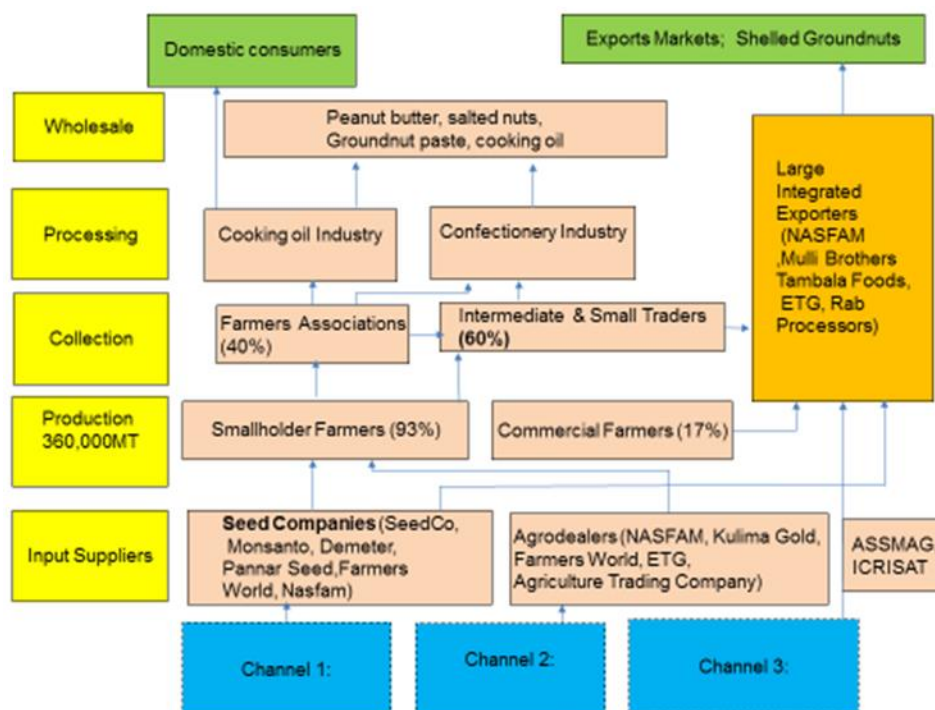 Domestic consumers
Exports Markets; Shelled Groundnuts
Wholesale
Peanut butter, salted nuts,
Groundnut paste, cooking oil
Large
Integrated
Exporters
(NASFAM
,Mulli Brothers
Tambala Foods,
ETG, Rab
Processors)
Processing
Cooking oil Industry
Confectionery Industry
Collection
Farmers Associations
(40%)
Intermediate & Small Traders
(60%)
Production
360,000MT
Smallholder Farmers (93%)
Commercial Farmers (17%)
Input Suppliers
Seed Companies (SeedCo,
Monsanto, Demeter,
Pannar Seed,Farmers
World, Nasfam)
Agrodealers (NASFAM, Kulima Gold,
Farmers World, ETG,
Agriculture Trading Company)
ASSMAG
ICRISAT
Channel 1:
Channel 2:
Channel 3: